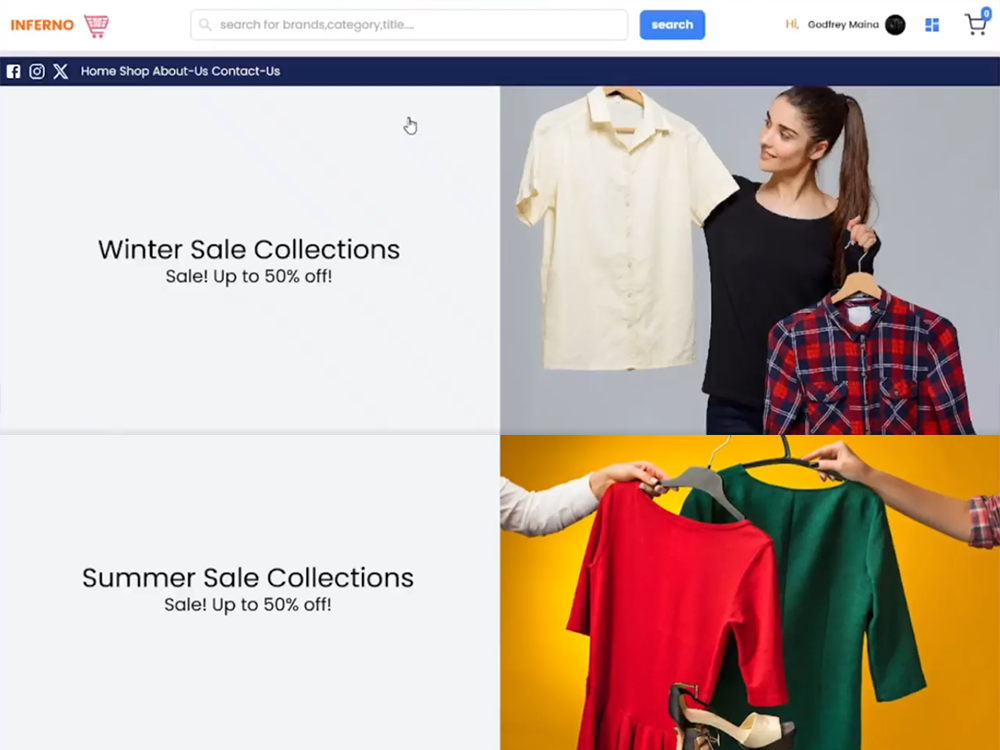 INFERNO
search for brands,category,title....
search
Hi, Godfrey Maina
0
Home Shop About-Us Contact-Us
Winter Sale Collections
Sale! Up to 50% off!
Summer Sale Collections
Sale! Up to 50% off!